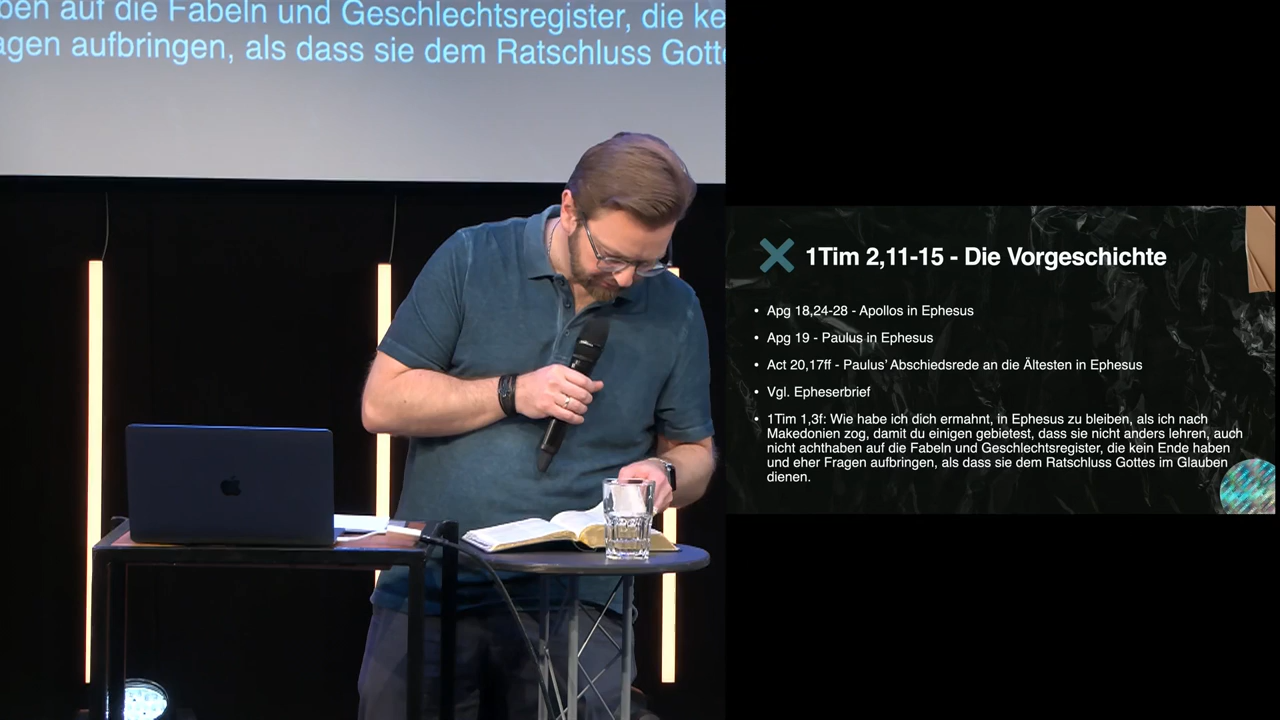 ben auf die Fabeln und Geschlechtsregister, die ke
agen aufbringen, als dass sie dem Ratschluss Gotte
1Tim 2,11-15 - Die Vorgeschichte
• Apg 18,24-28 - Apollos in Ephesus
• Apg 19 - Paulus in Ephesus
• Act 20,17ff - Paulus' Abschiedsrede an die Ältesten in Ephesus
• Vgl. Epheserbrief
• 1Tim 1,3f: Wie habe ich dich ermahnt, in Ephesus zu bleiben, als ich nach
Makedonien zog, damit du einigen gebietest, dass sie nicht anders lehren, auch
nicht achthaben auf die Fabeln und Geschlechtsregister, die kein Ende haben
und eher Fragen aufbringen, als dass sie dem Ratschluss Gottes im Glauben
dienen.